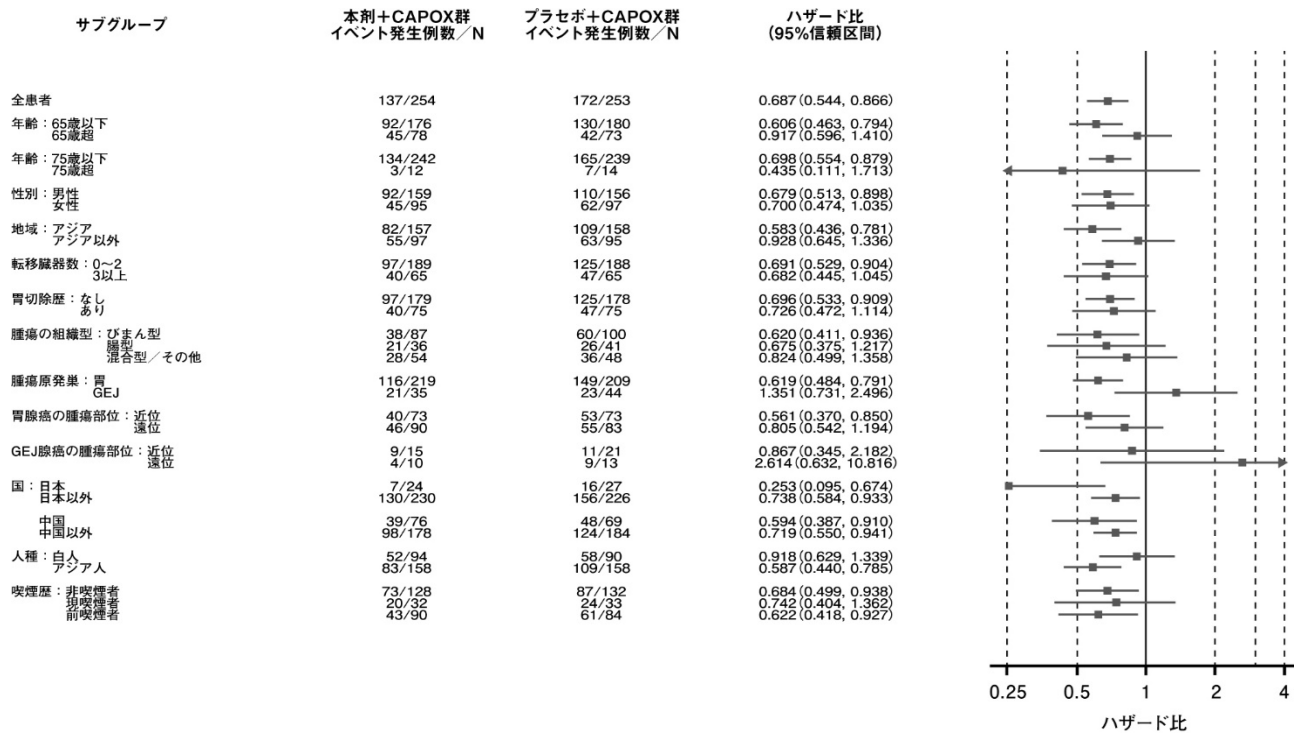 サブグループ 本剤＋CAPOX群 プラセボ＋CAPOX群 ハザード比
イベント発生例数／N イベント発生例数／N (95%信頼区間)
全患者 137/254 172/253 0.687 (0.544, 0.866)
年齢：65歳以下 92/176 130/180 0.606 (0.463, 0.794)
65歳超 45/78 42/73 0.917 (0.596, 1.410)
年齢：75歳以下 134/242 165/239 0.698 (0.554, 0.879)
75歳超 3/12 7/14 0.435 (0.111, 1.713)
性別：男性 92/159 110/156 0.679 (0.513, 0.898)
女性 45/95 62/97 0.700 (0.474, 1.035)
地域：アジア 82/157 109/158 0.583 (0.436, 0.781)
アジア以外 55/97 63/95 0.928 (0.645, 1.336)
転移臓器数：0〜2 97/189 125/188 0.691 (0.529, 0.904)
3以上 40/65 47/65 0.682 (0.445, 1.045)
胃切除歴：なし 97/179 125/178 0.696 (0.533, 0.909)
あり 40/75 47/75 0.726 (0.472, 1.114)
腫瘍の組織型：びまん型 38/87 60/100 0.620 (0.411, 0.936)
腸型 21/36 26/41 0.675 (0.375, 1.217)
混合型／その他 28/54 36/48 0.824 (0.499, 1.358)
腫瘍原発巣：胃 116/219 149/209 0.619 (0.484, 0.791)
GEJ 21/35 23/44 1.351 (0.731, 2.496)
胃腺癌の腫瘍部位：近位 40/73 53/73 0.561 (0.370, 0.850)
遠位 46/90 55/83 0.805 (0.542, 1.194)
GEJ腺癌の腫瘍部位：近位 9/15 11/21 0.867 (0.345, 2.182)
遠位 4/10 9/13 2.614 (0.632, 10.816)
国：日本 7/24 16/27 0.253 (0.095, 0.674)
日本以外 130/230 156/226 0.738 (0.584, 0.933)
中国 39/76 48/69 0.594 (0.387, 0.910)
中国以外 98/178 124/184 0.719 (0.550, 0.941)
人種：白人 52/94 58/90 0.918 (0.629, 1.339)
アジア人 83/158 109/158 0.587 (0.440, 0.785)
喫煙歴：非喫煙者 73/128 87/132 0.684 (0.499, 0.938)
現喫煙者 20/32 24/33 0.742 (0.404, 1.362)
前喫煙者 43/90 61/84 0.622 (0.418, 0.927)
0.25 0.5 1 2 4
ハザード比